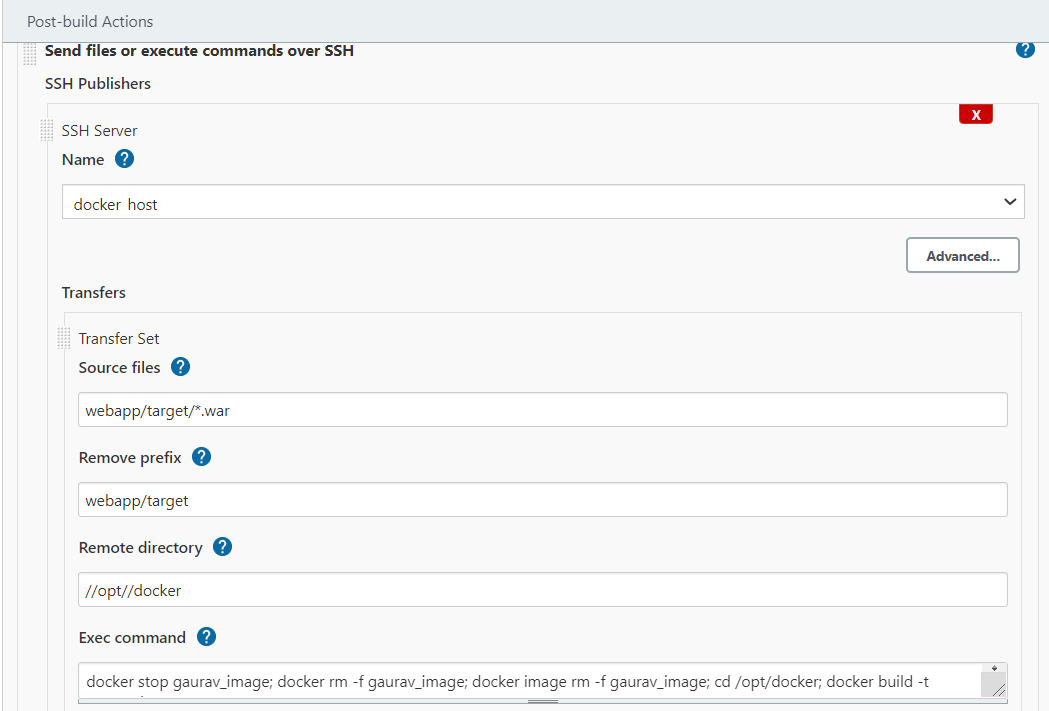 Post-build Actions
Send files or execute commands over SSH
?
SSH Publishers
X
SSH Server
Name ?
docker host
Advanced...
Transfers
Transfer Set
Source files ?
webapp/target/*.war
Remove prefix ?
webapp/target
Remote directory ?
//opt//docker
Exec command ?
docker stop gaurav_image; docker rm -f gaurav_image; docker image rm -f gaurav_image; cd /opt/docker; docker build -t